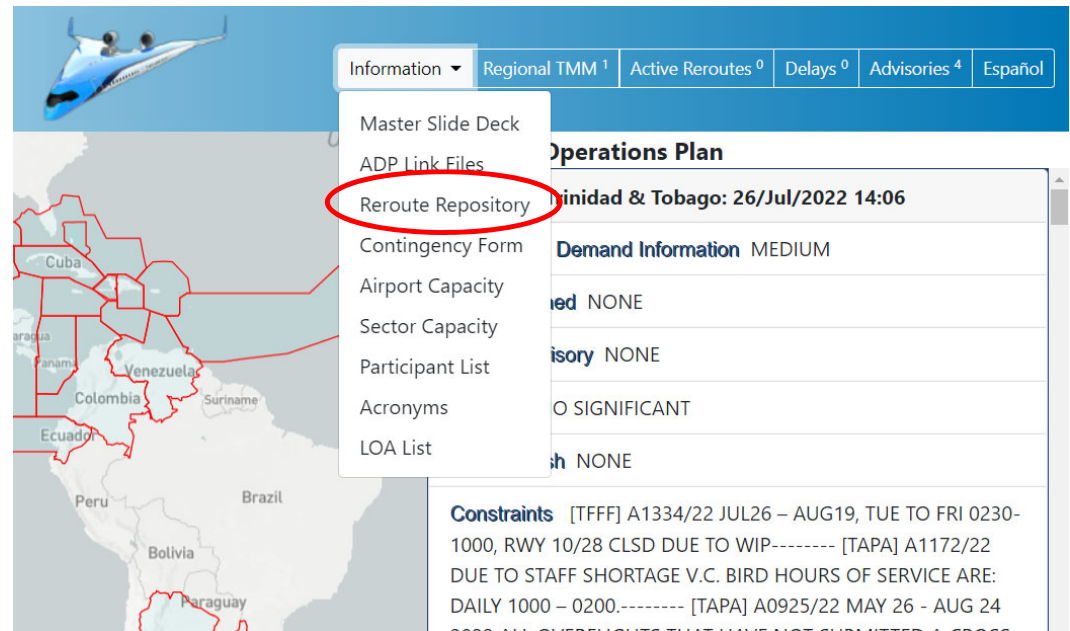 Information
Regional TMM 1
Active Reroutes 0
Delays 0
Advisories 4
Español
Master Slide Deck
ADP Link Files
Reroute Repository
Contingency Form
Airport Capacity
Sector Capacity
Participant List
Acronyms
LOA List
Operations Plan
rinidad & Tobago: 26/Jul/2022 14:06
Demand Information MEDIUM
ned NONE
isory NONE
O SIGNIFICANT
sh NONE
Constraints [TFFF] A1334/22 JUL26 – AUG19, TUE TO FRI 0230-
1000, RWY 10/28 CLSD DUE TO WIP-------- [TAPA] A1172/22
DUE TO STAFF SHORTAGE V.C. BIRD HOURS OF SERVICE ARE:
DAILY 1000 – 0200.-------- [TAPA] A0925/22 MAY 26 - AUG 24
Cuba
aragua
Panama
Venezuela
Colombia
Suriname
Ecuador
Peru
Brazil
Bolivia
Paraguay